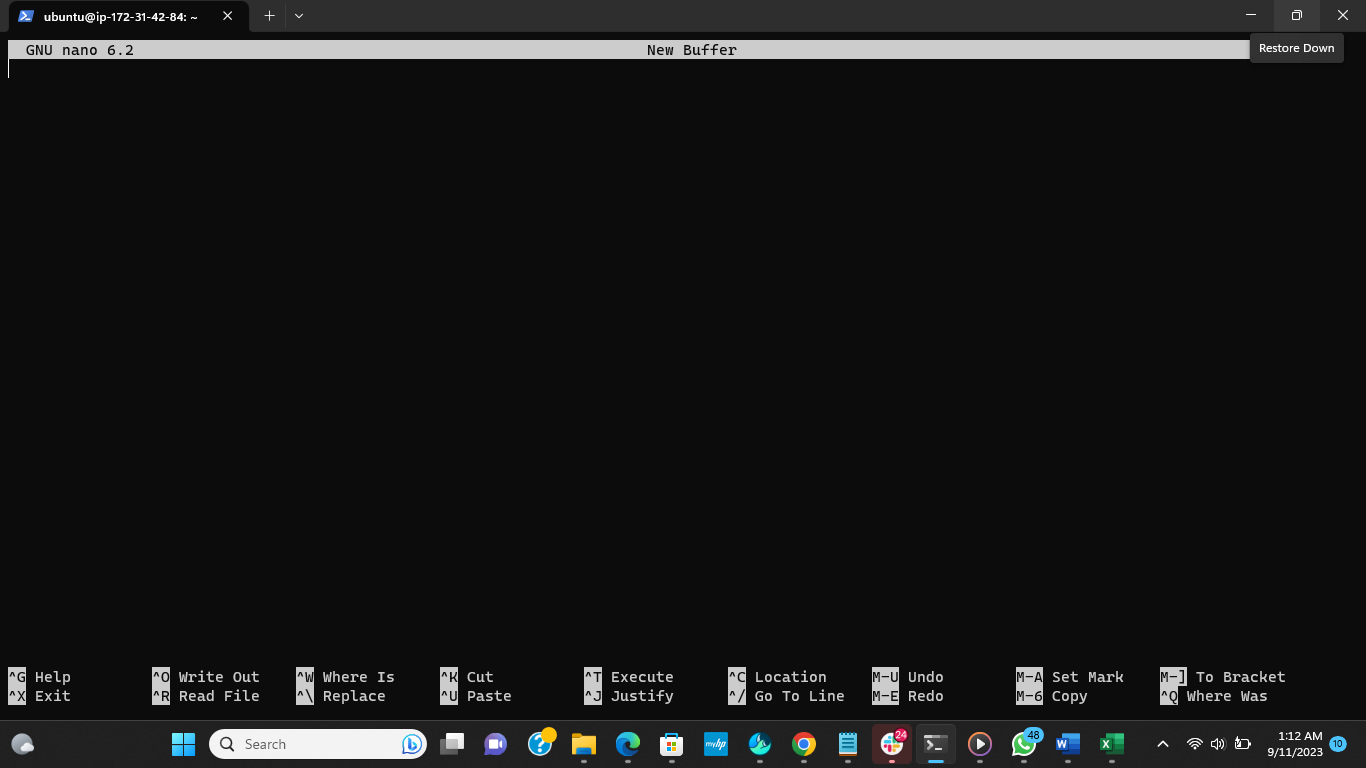 ubuntu@ip-172-31-42-84: ~
GNU nano 6.2 New Buffer
Restore Down
^G Help ^O Write Out ^W Where Is ^K Cut ^T Execute ^C Location M-U Undo M-A Set Mark M-] To Bracket
^X Exit ^R Read File ^\ Replace ^U Paste ^J Justify ^/ Go To Line M-E Redo M-6 Copy ^Q Where Was
Search
myhp
24
48
W
X
1:12 AM
9/11/2023
10